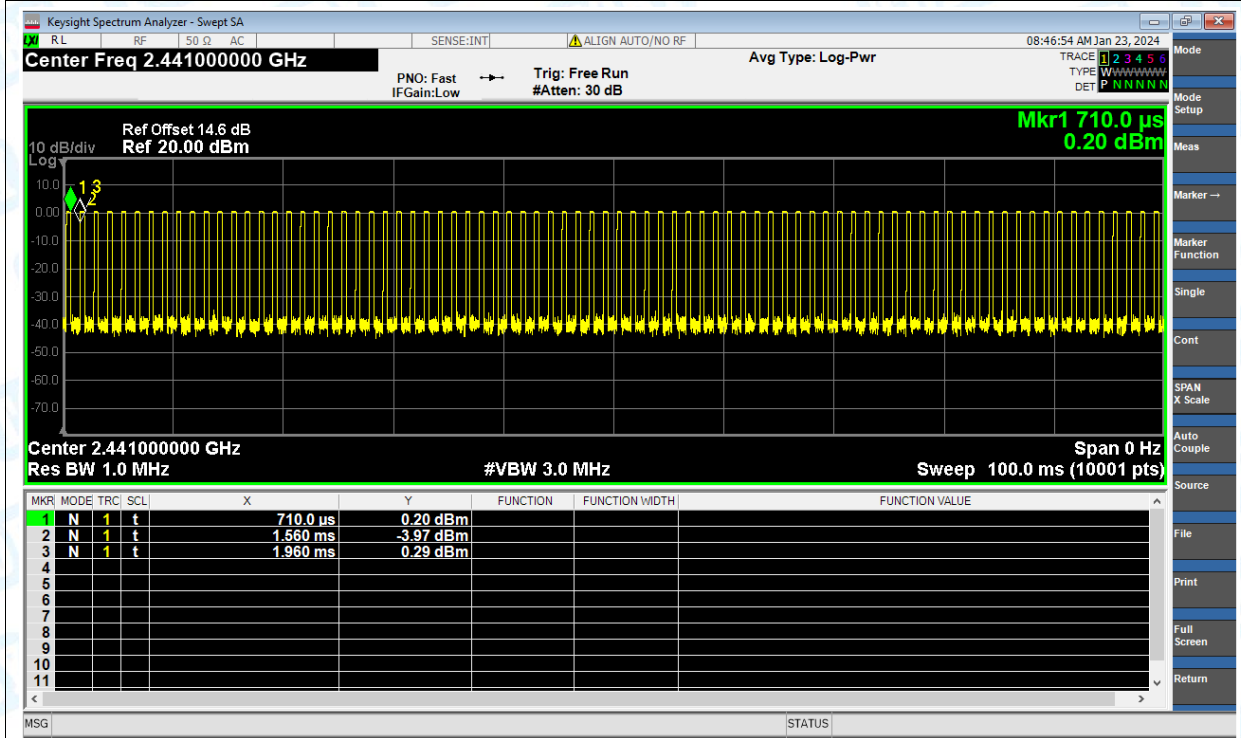 Keysight Spectrum Analyzer - Swept SA
LXI RL RF 50 Ω AC SENSE:INT ALIGN AUTO/NO RF 08:46:54 AM Jan 23, 2024
Center Freq 2.441000000 GHz
PNO: Fast
IFGain:Low
Trig: Free Run
#Atten: 30 dB
Avg Type: Log-Pwr
TRACE 1 2 3 4 5 6
TYPE WWWWWWW
DET P N N N N N
Ref Offset 14.6 dB
10 dB/div Ref 20.00 dBm
Log
Mkr1 710.0 µs
0.20 dBm
10.0
0.00
-10.0
-20.0
-30.0
-40.0
-50.0
-60.0
-70.0
1 3
2
Center 2.441000000 GHz Span 0 Hz
Res BW 1.0 MHz #VBW 3.0 MHz Sweep 100.0 ms (10001 pts)
MKR MODE TRC SCL X Y FUNCTION FUNCTION WIDTH FUNCTION VALUE
1 N 1 t 710.0 µs 0.20 dBm
2 N 1 t 1.560 ms -3.97 dBm
3 N 1 t 1.960 ms 0.29 dBm
4
5
6
7
8
9
10
11
MSG STATUS
Mode
Mode
Setup
Meas
Marker →
Marker
Function
Single
Cont
SPAN
X Scale
Auto
Couple
Source
File
Print
Full
Screen
Return